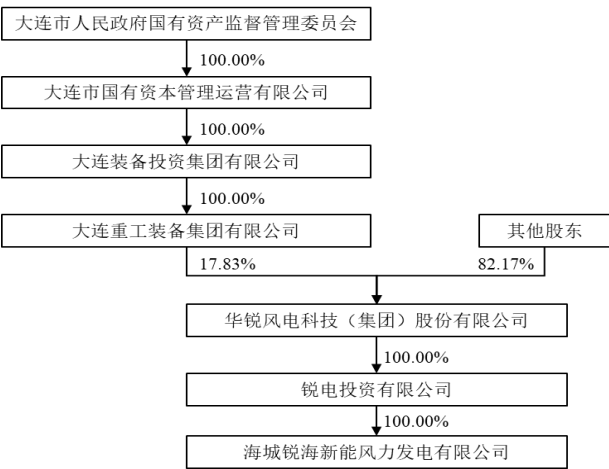 大连市人民政府国有资产监督管理委员会
100.00%
大连市国有资本管理运营有限公司
100.00%
大连装备投资集团有限公司
100.00%
大连重工装备集团有限公司
其他股东
17.83%
82.17%
华锐风电科技（集团）股份有限公司
100.00%
锐电投资有限公司
100.00%
海城锐海新能风力发电有限公司